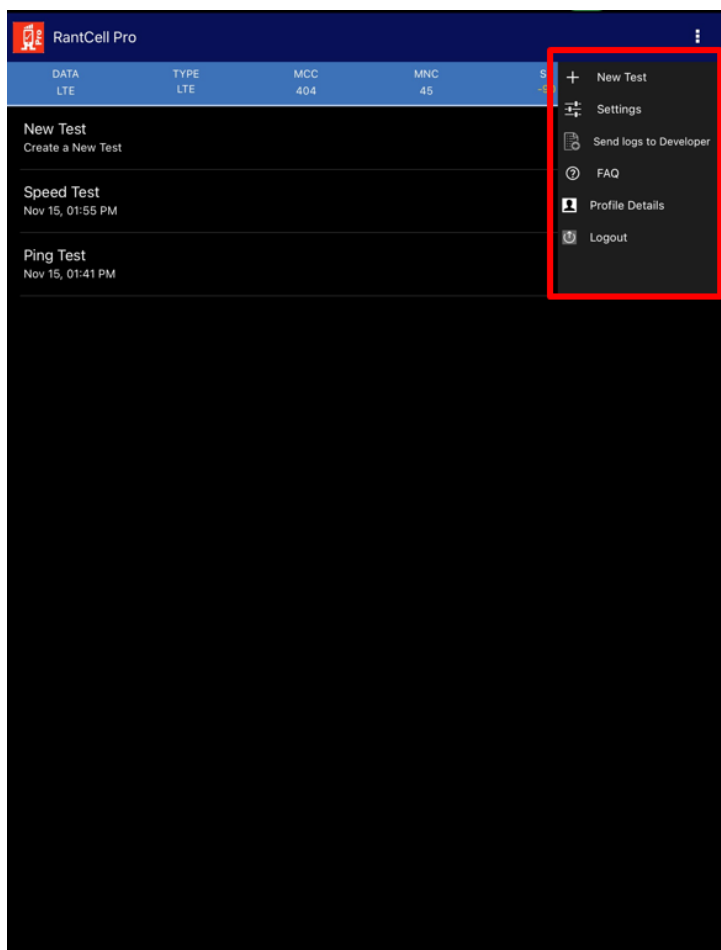 Pro
RantCell Pro
DATA TYPE MCC MNC
LTE LTE 404 45
New Test
Settings
Send logs to Developer
FAQ
Profile Details
Logout
New Test
Create a New Test
Speed Test
Nov 15, 01:55 PM
Ping Test
Nov 15, 01:41 PM